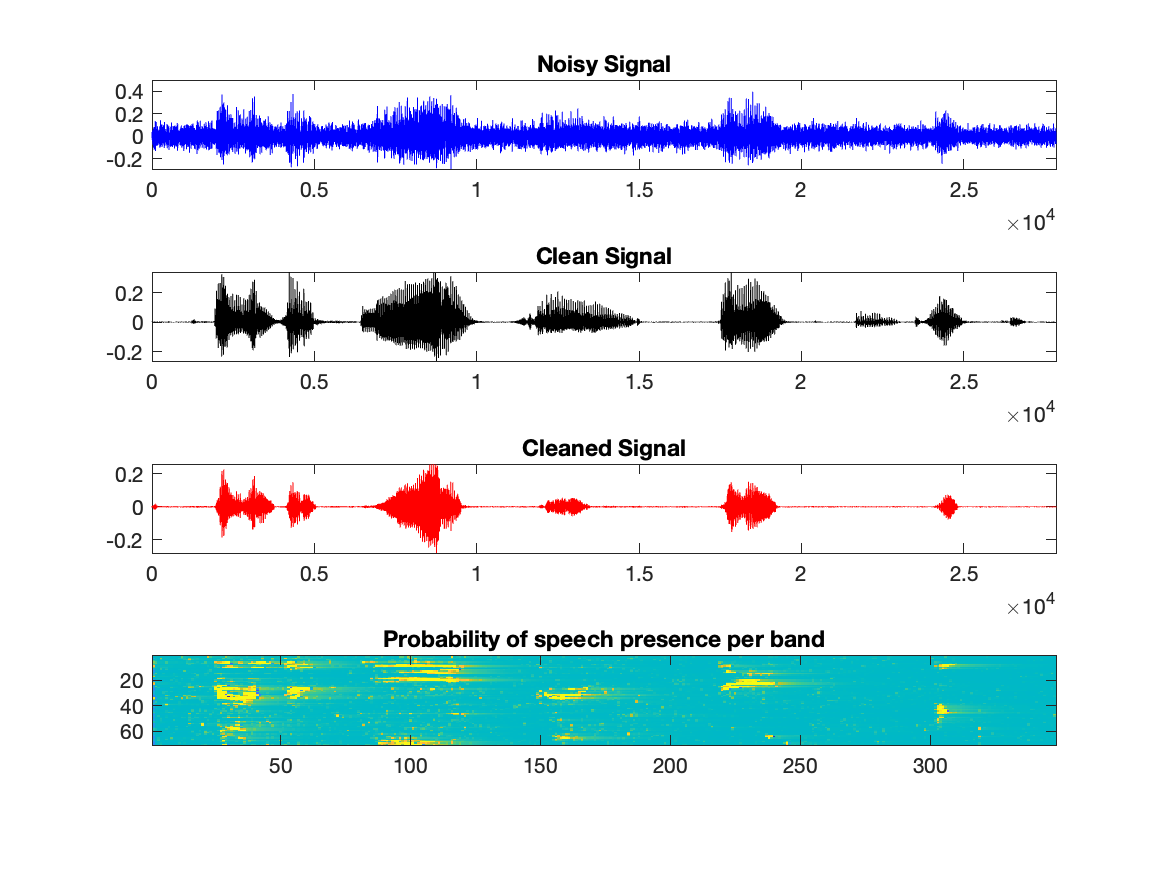 Noisy Signal
0.4
0.2
0
-0.2
0 0.5 1 1.5 2 2.5
×10^4
Clean Signal
0.2
0
-0.2
0 0.5 1 1.5 2 2.5
×10^4
Cleaned Signal
0.2
0
-0.2
0 0.5 1 1.5 2 2.5
×10^4
Probability of speech presence per band
20
40
60
50 100 150 200 250 300